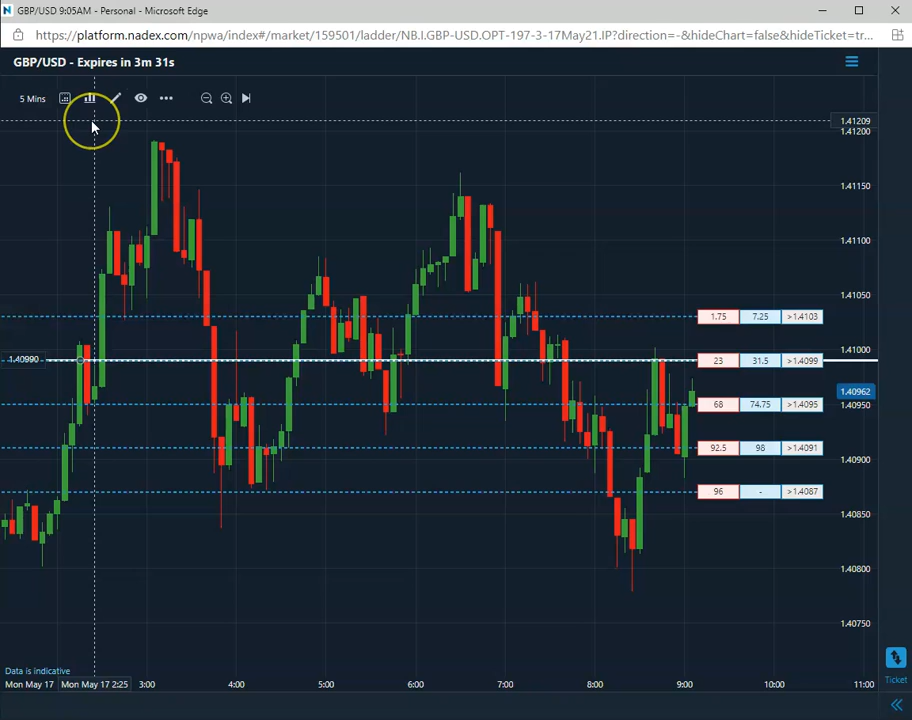 GBP/USD 9:05AM - Personal - Microsoft Edge
https://platform.nadex.com/npwa/index#/market/159501/ladder/NB.I.GBP-USD.OPT-197-3-17May21.IP?direction=-&hideChart=false&hideTicket=tr...
GBP/USD - Expires in 3m 31s
5 Mins
1.41209
1.41200
1.41150
1.41100
1.41050
1.75 7.25 >1.4103
1.41000
1.40990 23 31.5 >1.4099
1.40962
68 74.75 >1.4095 1.40950
92.5 98 >1.4091
1.40900
96 - >1.4087
1.40850
1.40800
1.40750
Data is indicative
Ticket
Mon May 17 Mon May 17 2:25 3:00 4:00 5:00 6:00 7:00 8:00 9:00 10:00 11:00